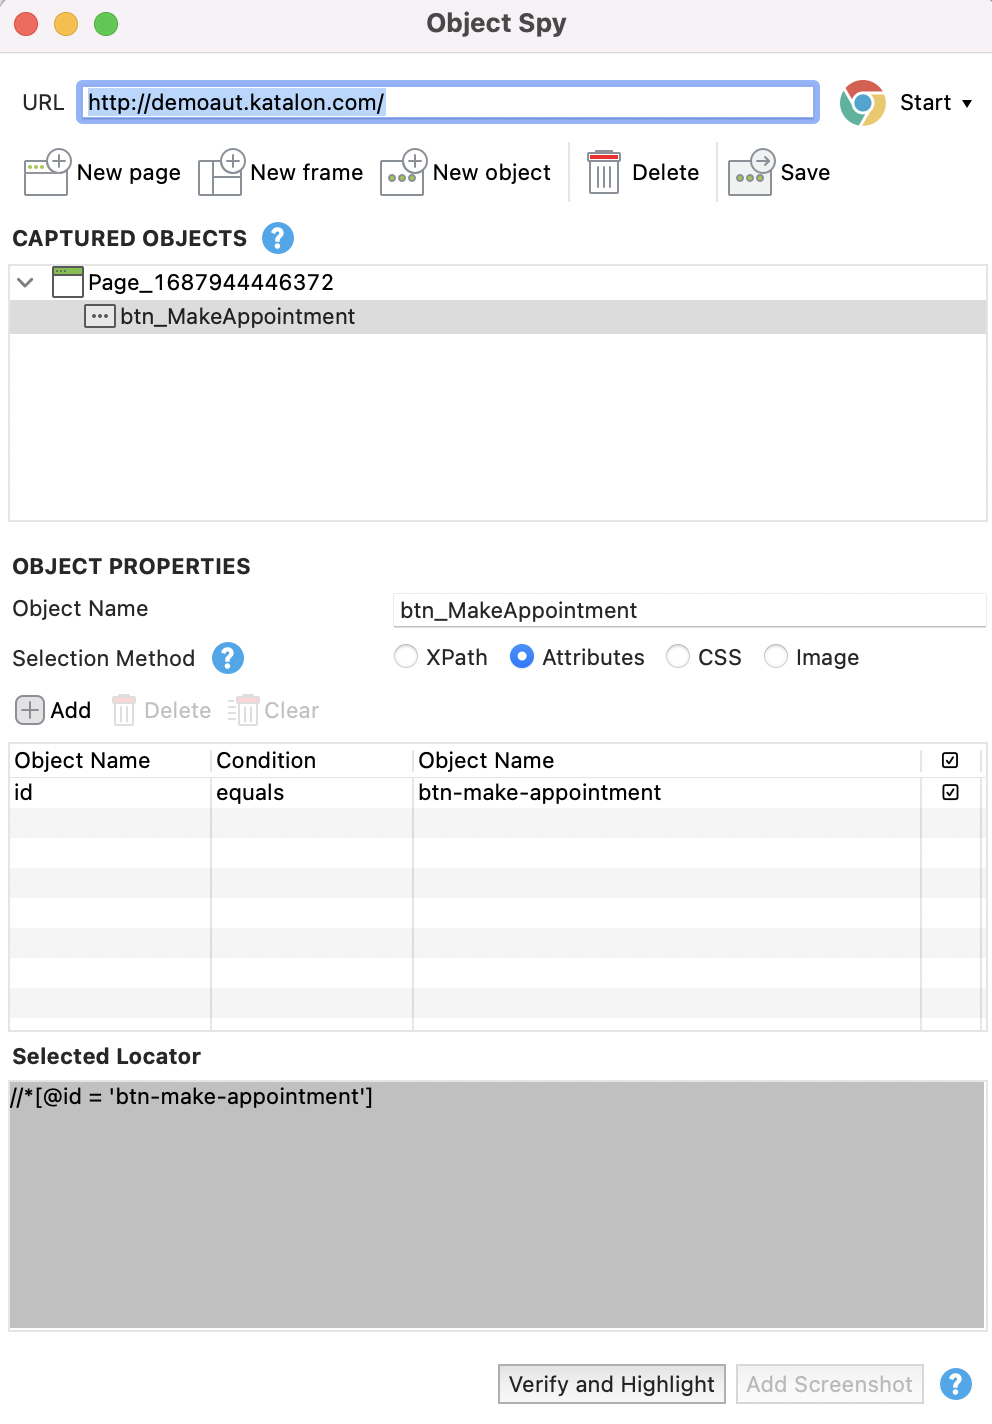 Object Spy
URL http://demoaut.katalon.com/ Start
New page New frame New object Delete Save
CAPTURED OBJECTS ?
Page_1687944446372
btn_MakeAppointment
OBJECT PROPERTIES
Object Name btn_MakeAppointment
Selection Method ? XPath Attributes CSS Image
Add Delete Clear
Object Name Condition Object Name
id equals btn-make-appointment
Selected Locator
//*[@id = 'btn-make-appointment']
Verify and Highlight Add Screenshot ?